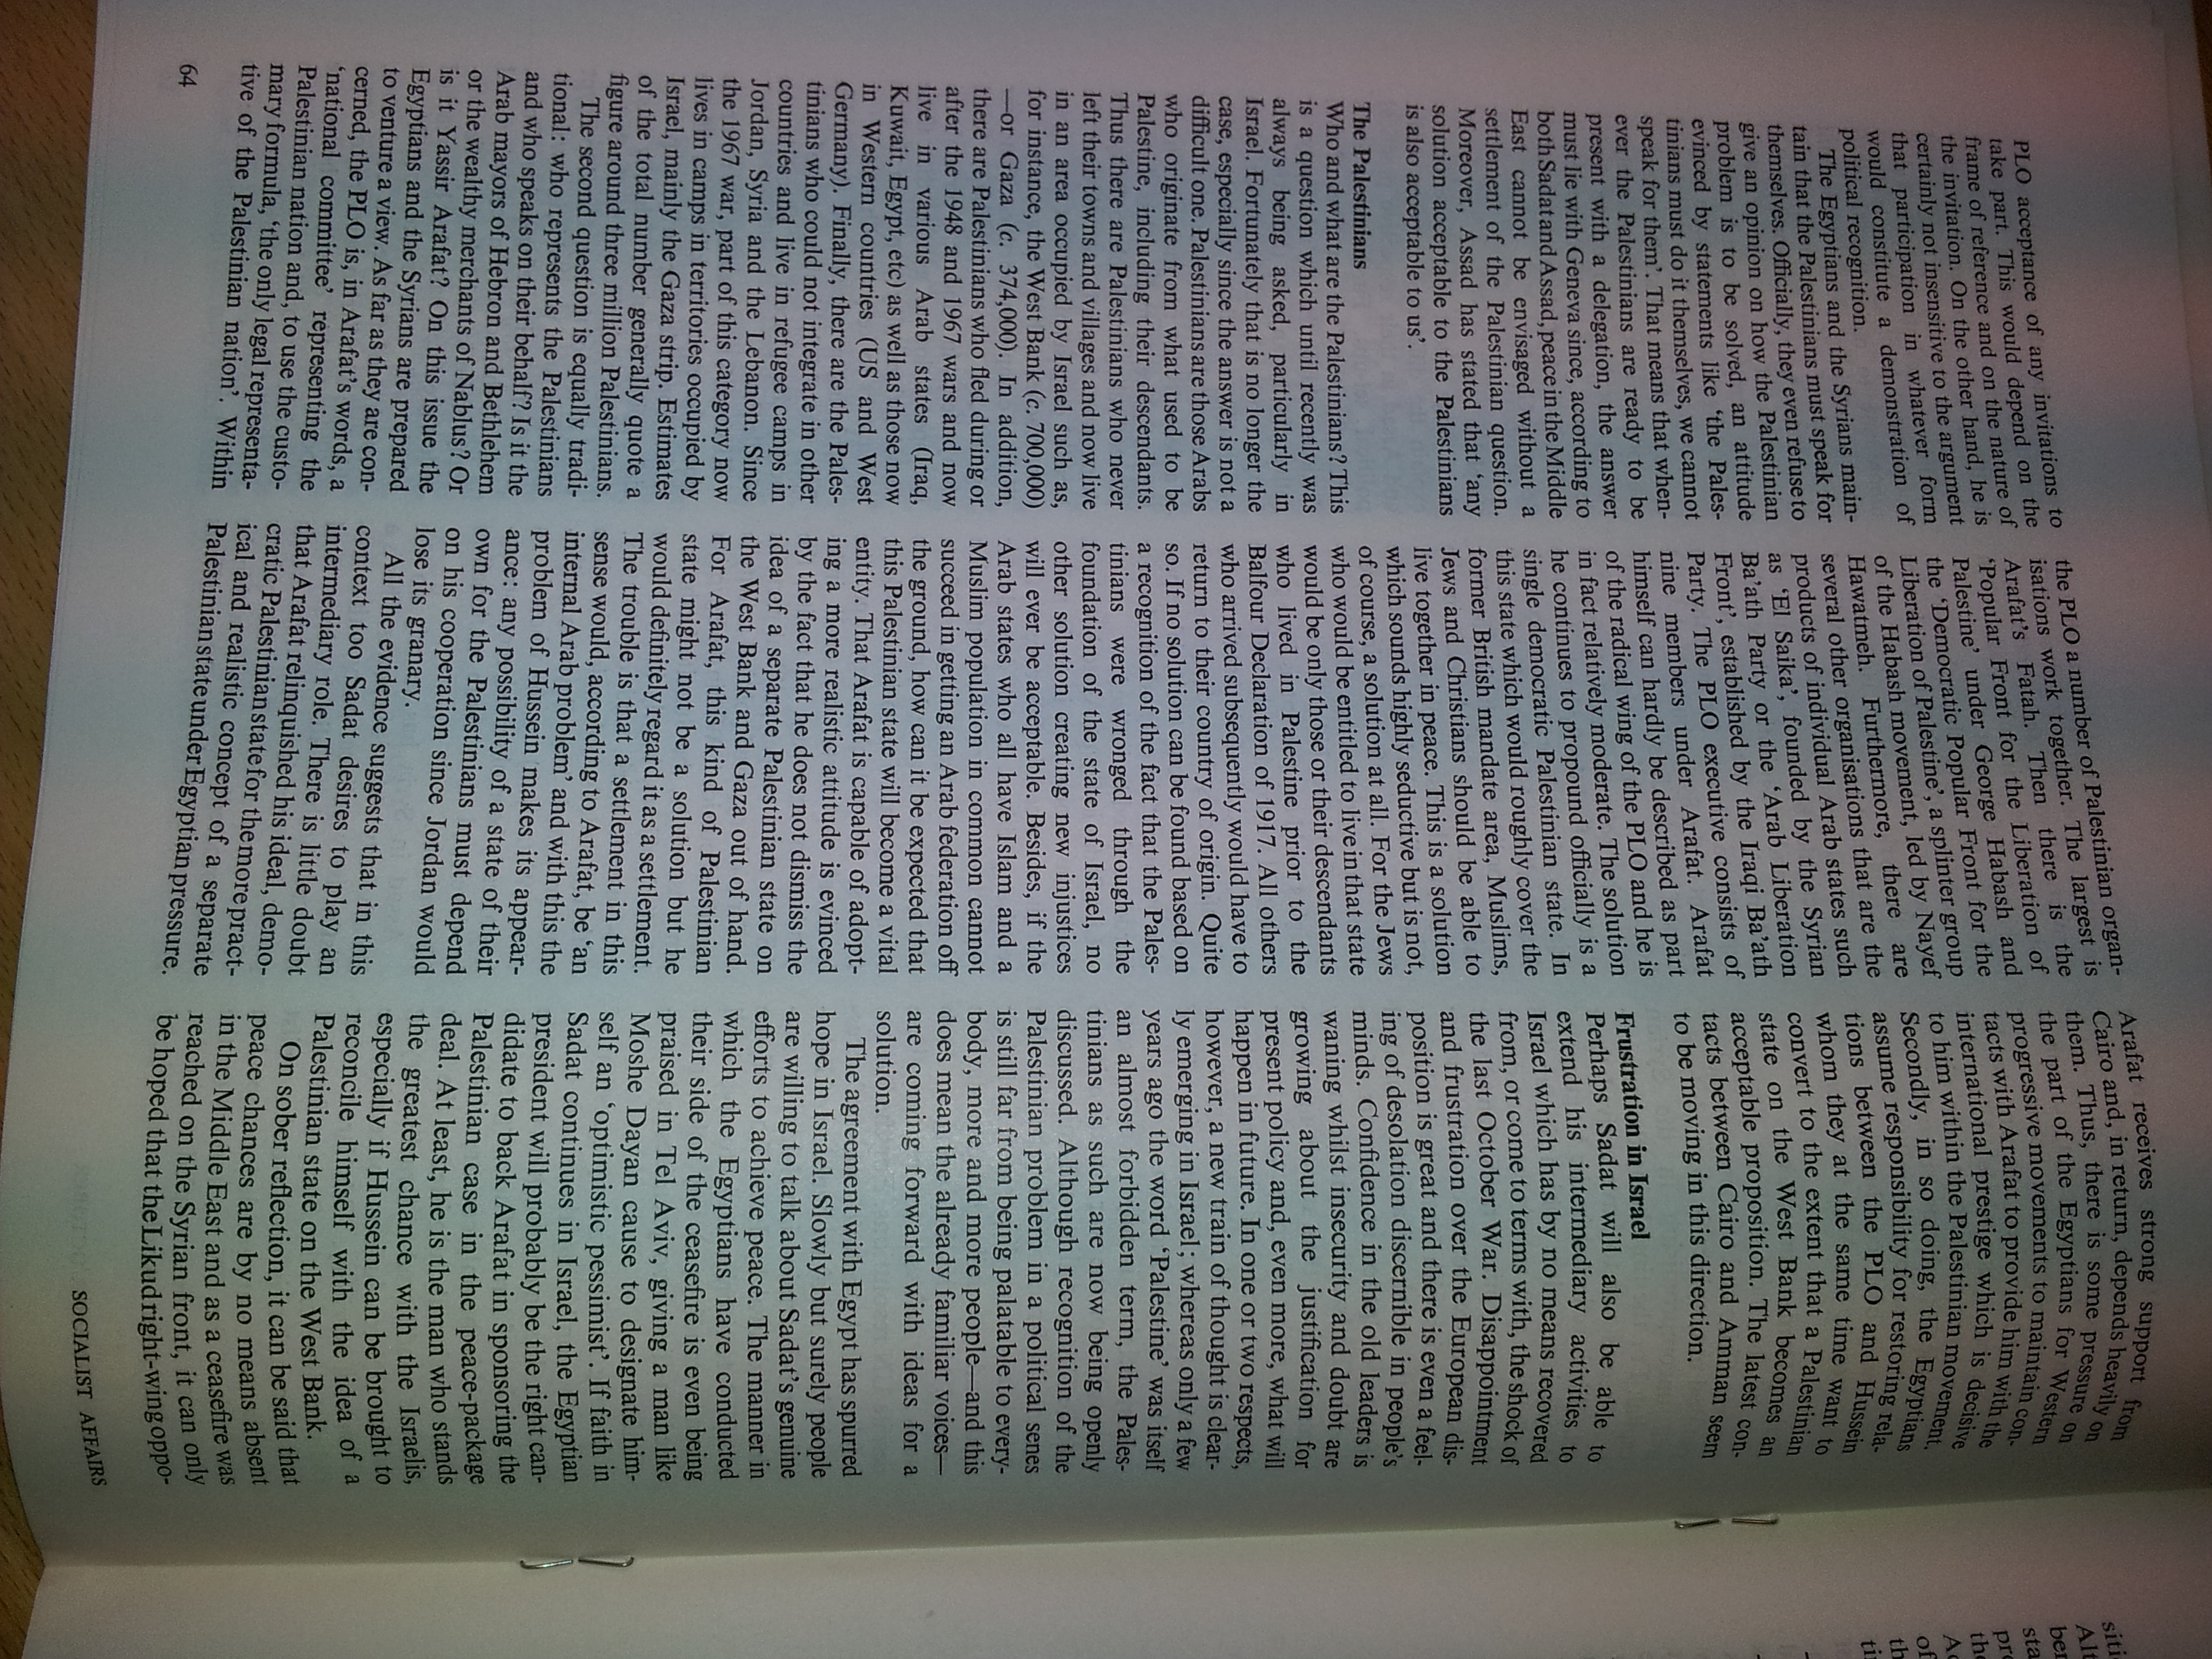 PLO acceptance of any invitations to
take part. This would depend on the
frame of reference and on the nature of
the invitation. On the other hand, he is
certainly not insensitive to the argument
that participation in whatever form
would constitute a demonstration of
political recognition.
The Egyptians and the Syrians main-
tain that the Palestinians must speak for
themselves. Officially, they even refuse to
give an opinion on how the Palestinian
problem is to be solved, an attitude
evinced by statements like 'the Pales-
tinians must do it themselves, we cannot
speak for them'. That means that when-
ever the Palestinians are ready to be
present with a delegation, the answer
must lie with Geneva since, according to
both Sadat and Assad, peace in the Middle
East cannot be envisaged without a
settlement of the Palestinian question.
Moreover, Assad has stated that 'any
solution acceptable to the Palestinians
is also acceptable to us'.
The Palestinians
Who and what are the Palestinians? This
is a question which until recently was
always being asked, particularly in
Israel. Fortunately that is no longer the
case, especially since the answer is not a
difficult one. Palestinians are those Arabs
who originate from what used to be
Palestine, including their descendants.
Thus there are Palestinians who never
left their towns and villages and now live
in an area occupied by Israel such as,
for instance, the West Bank (c. 700,000)
—or Gaza (c. 374,000). In addition,
there are Palestinians who fled during or
after the 1948 and 1967 wars and now
live in various Arab states (Iraq,
Kuwait, Egypt, etc) as well as those now
in Western countries (US and West
Germany). Finally, there are the Pales-
tinians who could not integrate in other
countries and live in refugee camps in
Jordan, Syria and the Lebanon. Since
the 1967 war, part of this category now
lives in camps in territories occupied by
Israel, mainly the Gaza strip. Estimates
of the total number generally quote a
figure around three million Palestinians.
The second question is equally tradi-
tional: who represents the Palestinians
and who speaks on their behalf? Is it the
Arab mayors of Hebron and Bethlehem
or the wealthy merchants of Nablus? Or
is it Yassir Arafat? On this issue the
Egyptians and the Syrians are prepared
to venture a view. As far as they are con-
cerned, the PLO is, in Arafat's words, a
'national committee' representing the
Palestinian nation and, to use the custo-
mary formula, 'the only legal representa-
tive of the Palestinian nation'. Within
the PLO a number of Palestinian organ-
isations work together. The largest is
Arafat's Fatah. Then there is the
'Popular Front for the Liberation of
Palestine' under George Habash and
the 'Democratic Popular Front for the
Liberation of Palestine', a splinter group
of the Habash movement, led by Nayef
Hawatmeh. Furthermore, there are
several other organisations that are the
products of individual Arab states such
as 'El Saika', founded by the Syrian
Ba'ath Party or the 'Arab Liberation
Front', established by the Iraqi Ba'ath
Party. The PLO executive consists of
nine members under Arafat. Arafat
himself can hardly be described as part
of the radical wing of the PLO and he is
in fact relatively moderate. The solution
he continues to propound officially is a
single democratic Palestinian state. In
this state which would roughly cover the
former British mandate area, Muslims,
Jews and Christians should be able to
live together in peace. This is a solution
which sounds highly seductive but is not,
of course, a solution at all. For the Jews
who would be entitled to live in that state
would be only those or their descendants
who lived in Palestine prior to the
Balfour Declaration of 1917. All others
who arrived subsequently would have to
return to their country of origin. Quite
so. If no solution can be found based on
a recognition of the fact that the Pales-
tinians were wronged through the
foundation of the state of Israel, no
other solution creating new injustices
will ever be acceptable. Besides, if the
Arab states who all have Islam and a
Muslim population in common cannot
succeed in getting an Arab federation off
the ground, how can it be expected that
this Palestinian state will become a vital
entity. That Arafat is capable of adopt-
ing a more realistic attitude is evinced
by the fact that he does not dismiss the
idea of a separate Palestinian state on
the West Bank and Gaza out of hand.
For Arafat, this kind of Palestinian
state might not be a solution but he
would definitely regard it as a settlement.
The trouble is that a settlement in this
sense would, according to Arafat, be 'an
internal Arab problem' and with this the
problem of Hussein makes its appear-
ance: any possibility of a state of their
own for the Palestinians must depend
on his cooperation since Jordan would
lose its granary.
All the evidence suggests that in this
context too Sadat desires to play an
intermediary role. There is little doubt
that Arafat relinquished his ideal, demo-
cratic Palestinian state for the more pract-
ical and realistic concept of a separate
Palestinian state under Egyptian pressure.
Arafat receives strong support from
Cairo and, in return, depends heavily on
them. Thus, there is some pressure on
the part of the Egyptians for Western
progressive movements to maintain con-
tacts with Arafat to provide him with the
international prestige which is decisive
to him within the Palestinian movement,
Secondly, in so doing, the Egyptians
assume responsibility for restoring rela-
tions between the PLO and Hussein
whom they at the same time want to
convert to the extent that a Palestinian
state on the West Bank becomes an
acceptable proposition. The latest con-
tacts between Cairo and Amman seem
to be moving in this direction.
Frustration in Israel
Perhaps Sadat will also be able to
extend his intermediary activities to
Israel which has by no means recovered
from, or come to terms with, the shock of
the last October War. Disappointment
and frustration over the European dis-
position is great and there is even a feel-
ing of desolation discernible in people's
minds. Confidence in the old leaders is
waning whilst insecurity and doubt are
growing about the justification for
present policy and, even more, what will
happen in future. In one or two respects,
however, a new train of thought is clear-
ly emerging in Israel; whereas only a few
years ago the word 'Palestine' was itself
an almost forbidden term, the Pales-
tinians as such are now being openly
discussed. Although recognition of the
Palestinian problem in a political senes
is still far from being palatable to every-
body, more and more people—and this
does mean the already familiar voices—
are coming forward with ideas for a
solution.
The agreement with Egypt has spurred
hope in Israel. Slowly but surely people
are willing to talk about Sadat's genuine
efforts to achieve peace. The manner in
which the Egyptians have conducted
their side of the ceasefire is even being
praised in Tel Aviv, giving a man like
Moshe Dayan cause to designate him-
self an 'optimistic pessimist'. If faith in
Sadat continues in Israel, the Egyptian
president will probably be the right can-
didate to back Arafat in sponsoring the
Palestinian case in the peace-package
deal. At least, he is the man who stands
the greatest chance with the Israelis,
especially if Hussein can be brought to
reconcile himself with the idea of a
Palestinian state on the West Bank.
On sober reflection, it can be said that
peace chances are by no means absent
in the Middle East and as a ceasefire was
reached on the Syrian front, it can only
be hoped that the Likud right-wing oppo-
64
SOCIALIST AFFAIRS